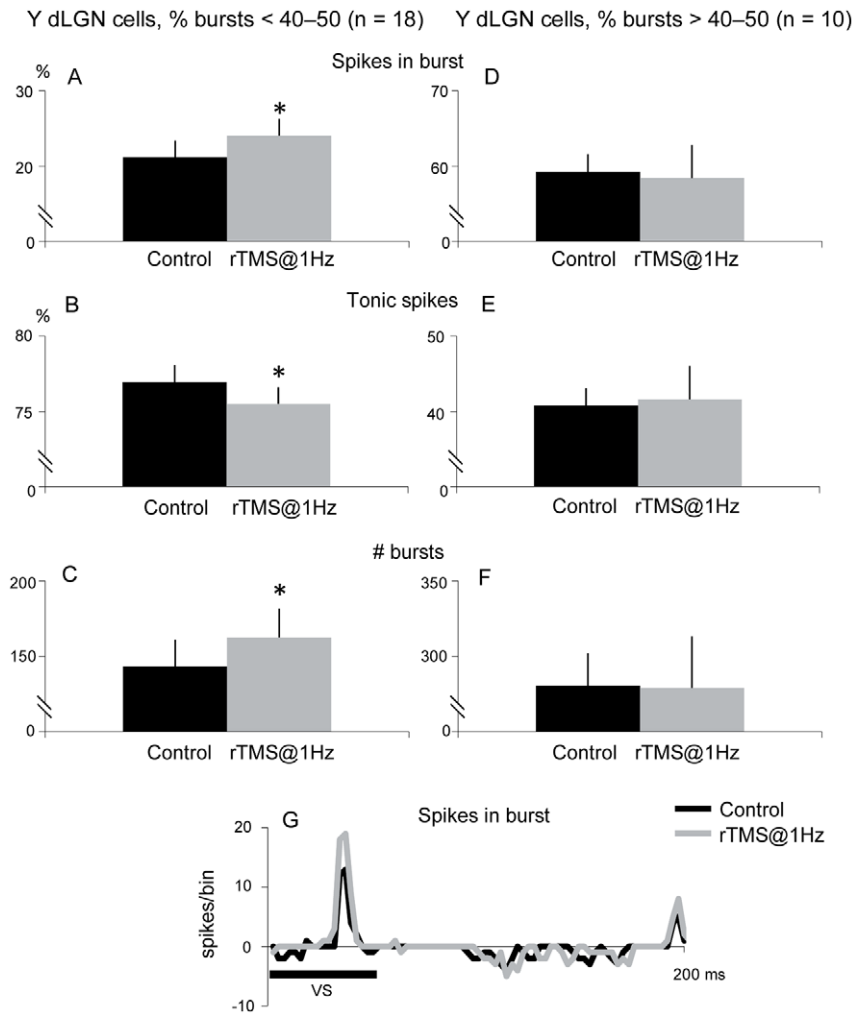 Y dLGN cells, % bursts < 40–50 (n = 18)
Y dLGN cells, % bursts > 40–50 (n = 10)
Spikes in burst
%
A
30
20
0
*
Control
rTMS@1Hz
D
70
60
0
Control
rTMS@1Hz
Tonic spikes
%
B
80
75
0
*
Control
rTMS@1Hz
E
50
40
0
Control
rTMS@1Hz
# bursts
C
200
150
0
*
Control
rTMS@1Hz
F
350
300
0
Control
rTMS@1Hz
G
Spikes in burst
Control
rTMS@1Hz
spikes/bin
20
10
0
-10
VS
200 ms